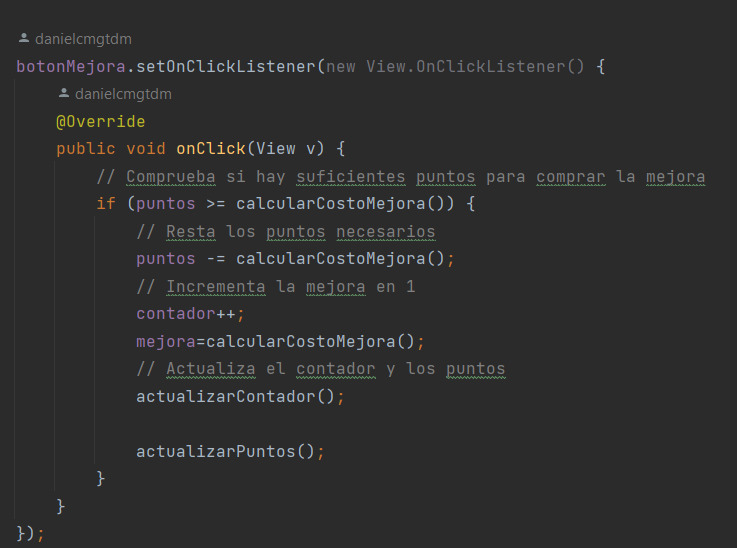 danielcmgtdm
botonMejora.setOnClickListener(new View.OnClickListener() {
danielcmgtdm
@Override
public void onClick(View v) {
// Comprueba si hay suficientes puntos para comprar la mejora
if (puntos >= calcularCostoMejora()) {
// Resta los puntos necesarios
puntos -= calcularCostoMejora();
// Incrementa la mejora en 1
contador++;
mejora=calcularCostoMejora();
// Actualiza el contador y los puntos
actualizarContador();
actualizarPuntos();
}
}
});